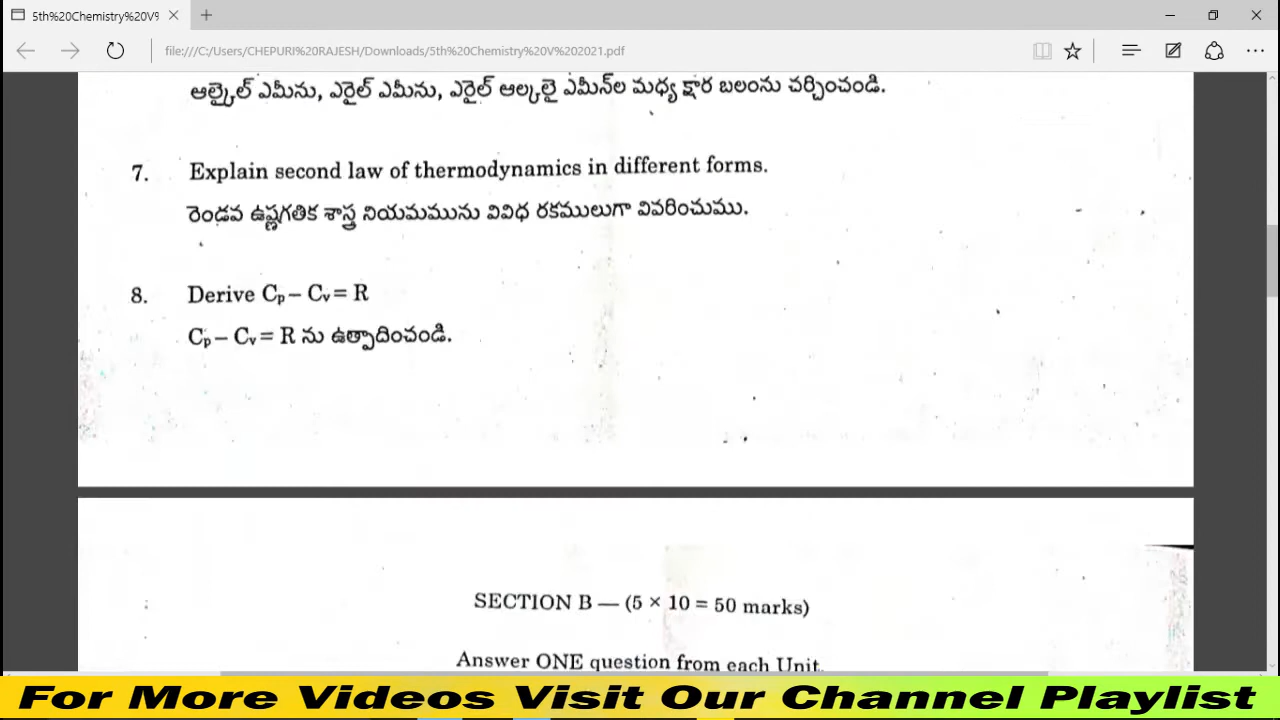 5th%20Chemistry%20V%
file:///C:/Users/CHEPURI%20RAJESH/Downloads/5th%20Chemistry%20V%202021.pdf
ఆల్కైల్ ఎమీను, ఎరైల్ ఎమీను, ఎరైల్ ఆల్కలై ఎమీన్‌ల మధ్య క్షార బలంను చర్చించండి.
7. Explain second law of thermodynamics in different forms.
రెండవ ఉష్ణగతిక శాస్త్ర నియమమును వివిధ రకములుగా వివరించుము.
8. Derive Cp – Cv = R
Cp – Cv = R ను ఉత్పాదించండి.
SECTION B — (5 × 10 = 50 marks)
Answer ONE question from each Unit.
For More Videos Visit Our Channel Playlist